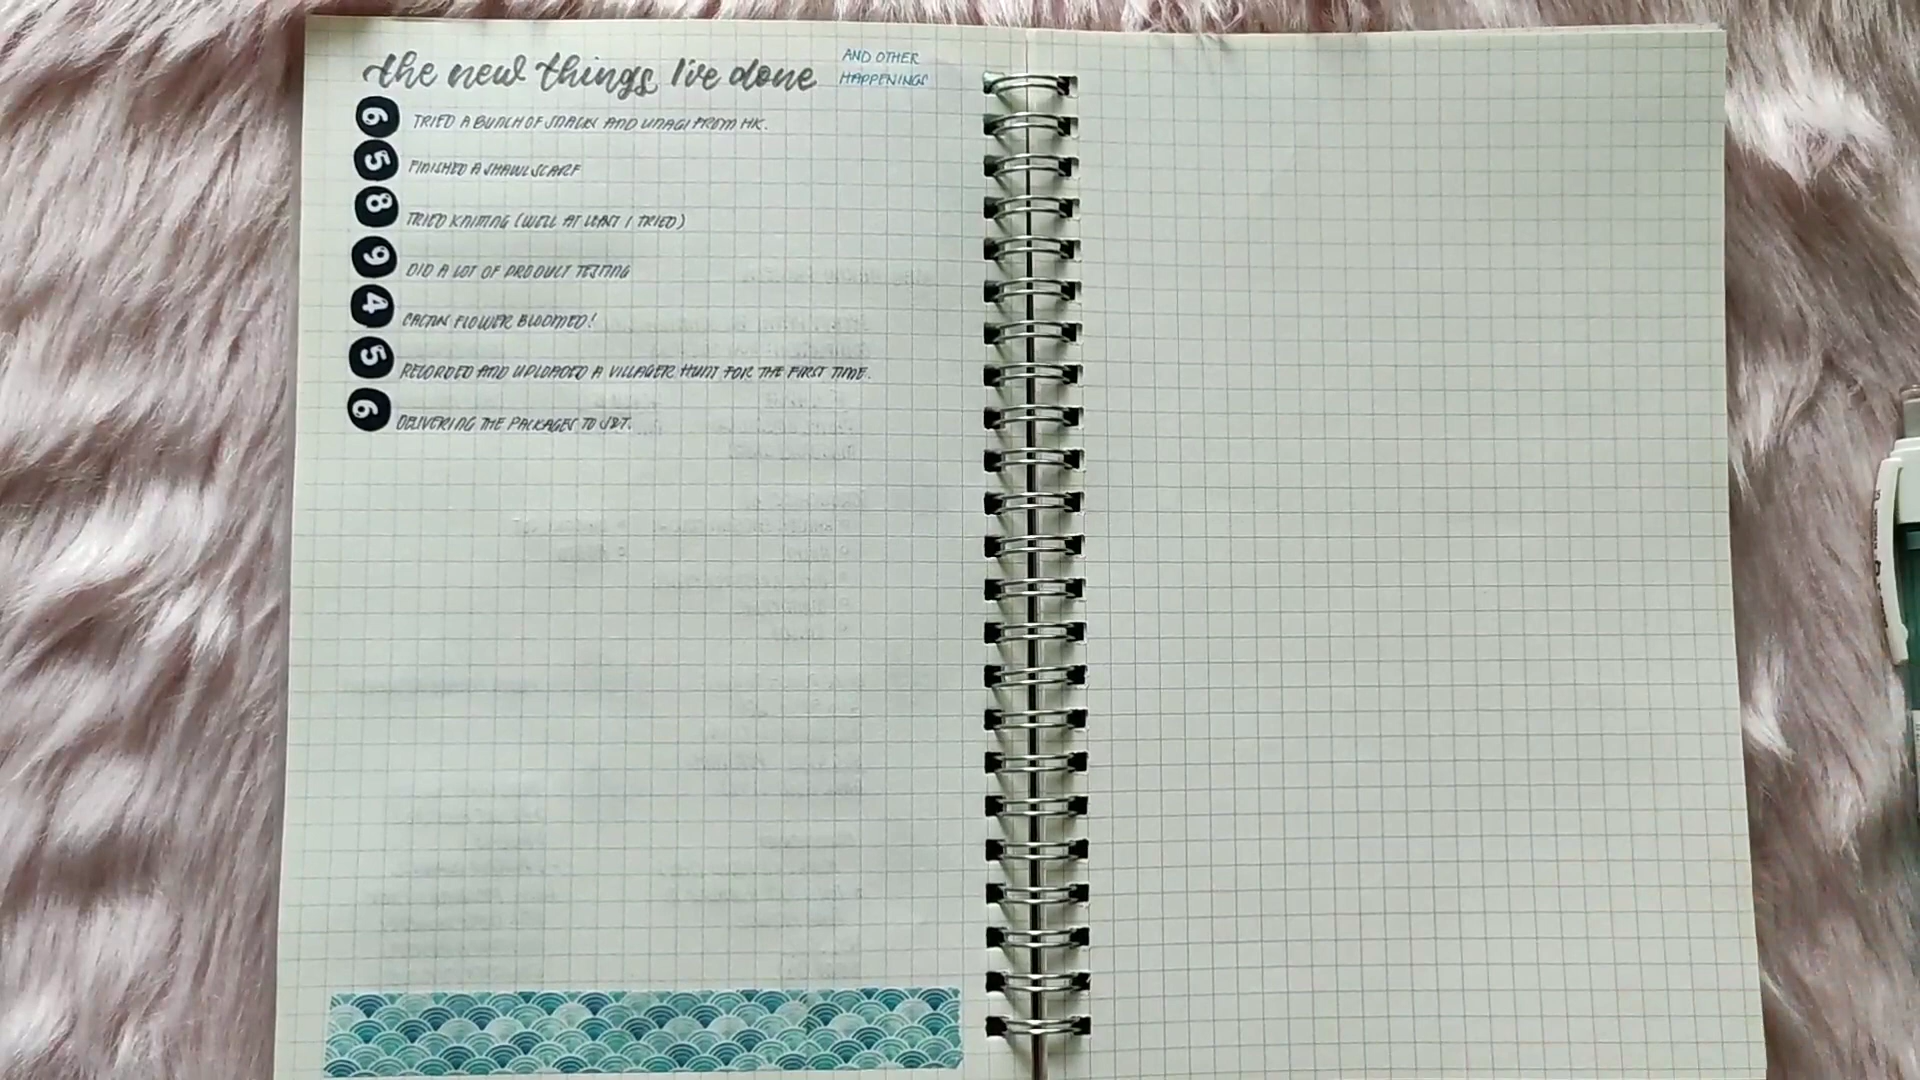 the new things I've done
AND OTHER
HAPPENINGS
6 TRIED A BUNCH OF SNACKS AND UNAGI FROM HK.
5 FINISHED A SHAWL SCARF
8 TRIED KNITTING (WELL AT LEAST I TRIED)
9 DID A LOT OF PRODUCT TESTING
4 CACTUS FLOWER BLOOMED!
5 RECORDED AND UPLOADED A VILLAGER HUNT FOR THE FIRST TIME.
6 DELIVERING THE PACKAGES TO J&T.